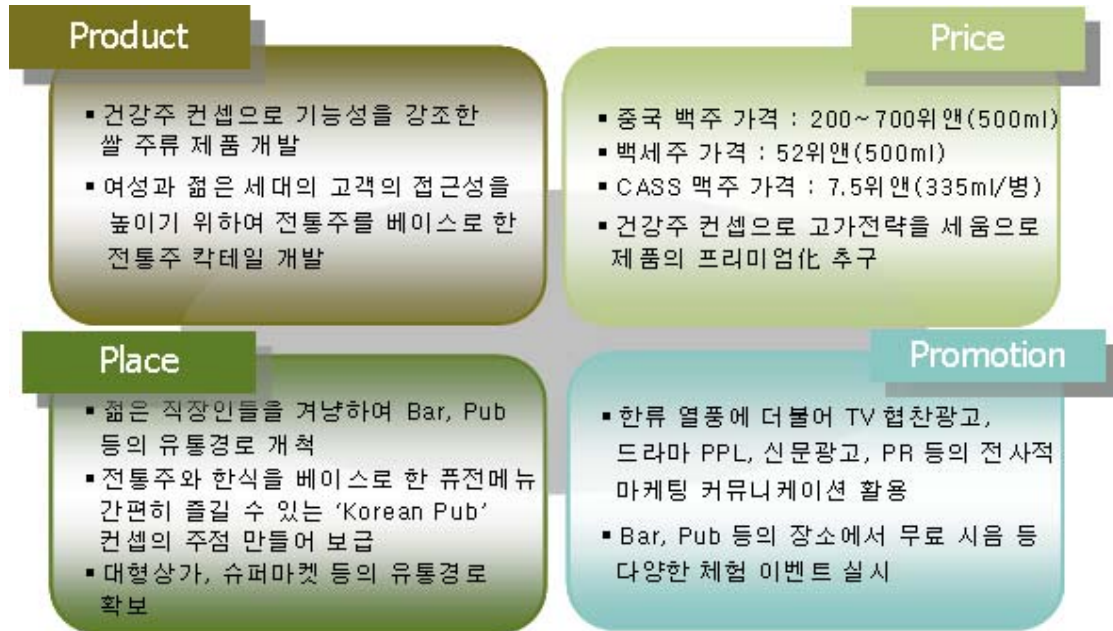 Product
▪ 건강주 컨셉으로 기능성을 강조한
쌀 주류 제품 개발
▪ 여성과 젊은 세대의 고객의 접근성을
높이기 위하여 전통주를 베이스로 한
전통주 칵테일 개발
Price
▪ 중국 백주 가격 : 200~700위앤(500ml)
▪ 백세주 가격 : 52위앤(500ml)
▪ CASS 맥주 가격 : 7.5위앤(335ml/병)
▪ 건강주 컨셉으로 고가전략을 세움으로
제품의 프리미엄化 추구
Place
▪ 젊은 직장인들을 겨냥하여 Bar, Pub
등의 유통경로 개척
▪ 전통주와 한식을 베이스로 한 퓨전메뉴
간편히 즐길 수 있는 ‘Korean Pub’
컨셉의 주점 만들어 보급
▪ 대형상가, 슈퍼마켓 등의 유통경로
확보
Promotion
▪ 한류 열풍에 더불어 TV 협찬광고,
드라마 PPL, 신문광고, PR 등의 전사적
마케팅 커뮤니케이션 활용
▪ Bar, Pub 등의 장소에서 무료 시음 등
다양한 체험 이벤트 실시